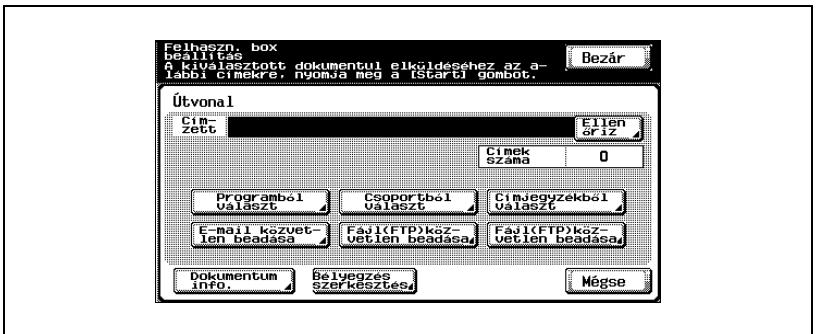 Felhaszn. box
beállítás
A kiválasztott dokumentul elküldéséhez az a-
lábbi címekre, nyomja meg a [Start] gombot.
Bezár
Útvonal
Cím-
zett
Ellen
őriz
Címek
száma
0
Programból
választ
Csoportból
választ
Címjegyzékből
választ
E-mail közvet-
len beadása
Fájl(FTP)köz-
vetlen beadása
Fájl(FTP)köz-
vetlen beadása
Dokumentum
info.
Bélyegzés
szerkesztés
Mégse